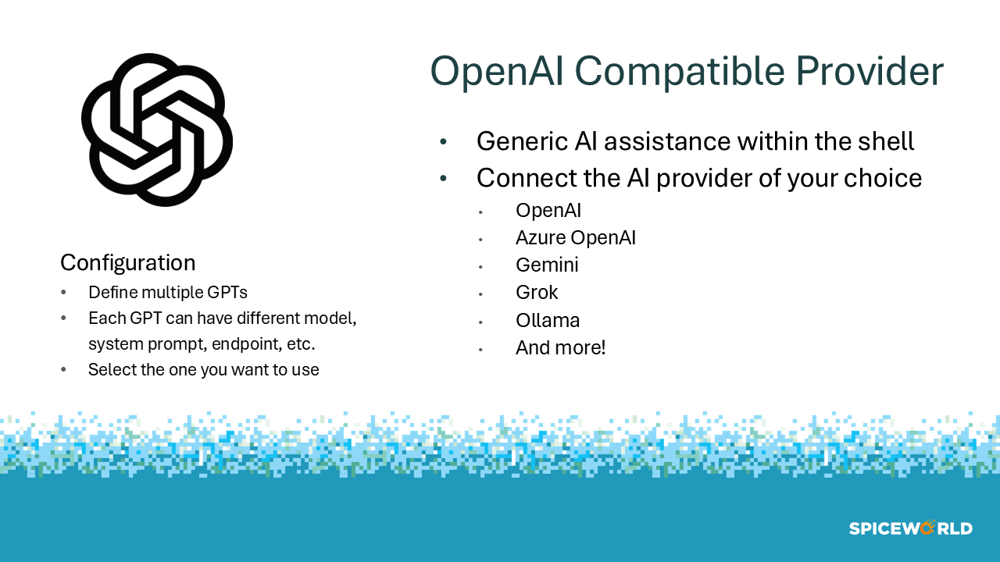 OpenAI Compatible Provider
• Generic AI assistance within the shell
• Connect the AI provider of your choice
• OpenAI
• Azure OpenAI
• Gemini
• Grok
• Ollama
• And more!
Configuration
• Define multiple GPTs
• Each GPT can have different model,
system prompt, endpoint, etc.
• Select the one you want to use
SPICEWORLD